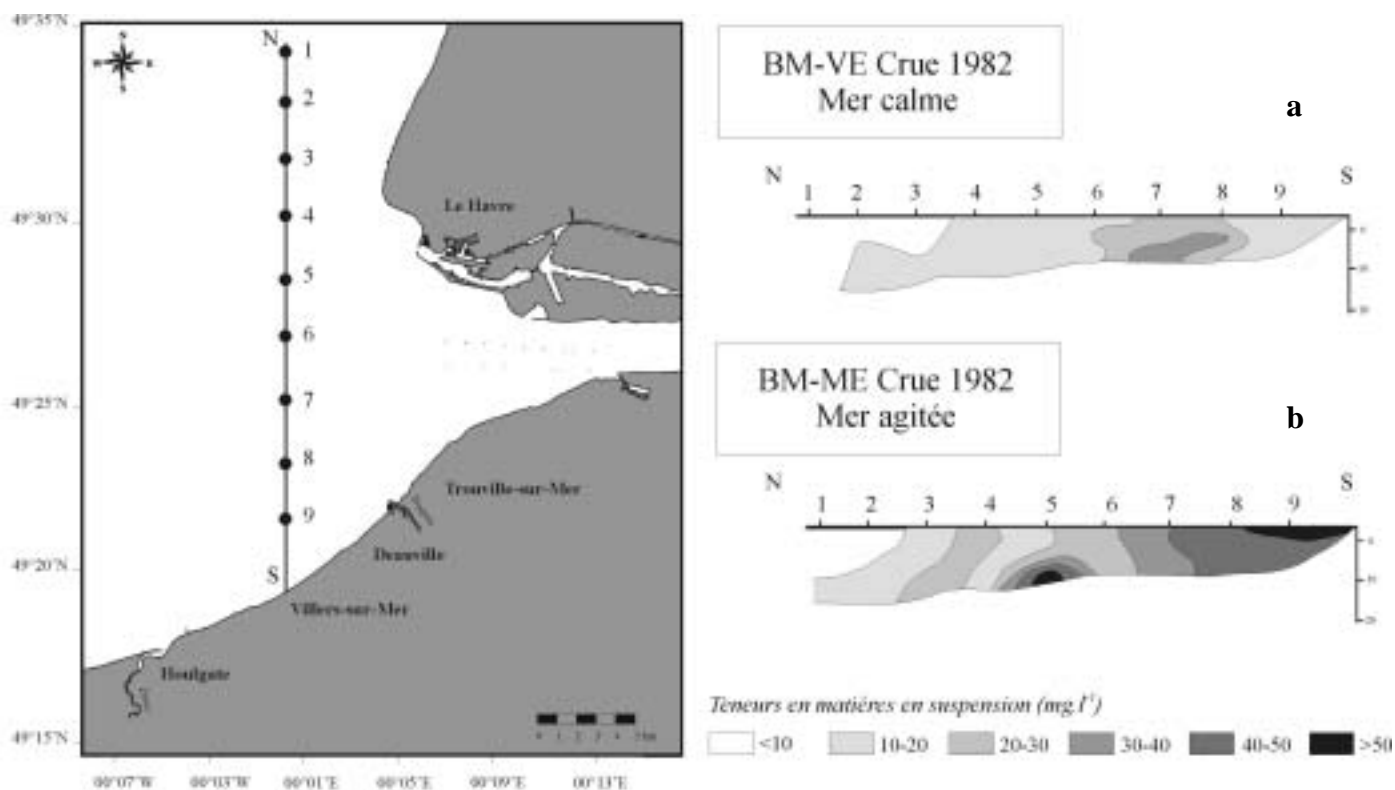 49°35'N
N
1
2
3
4
5
6
7
8
9
S
49°30'N
49°25'N
49°20'N
49°15'N
Le Havre
Trouville-sur-Mer
Deauville
Villers-sur-Mer
Houlgate
00°07'W
00°03'W
00°01'E
00°05'E
00°09'E
00°13'E
BM-VE Crue 1982
Mer calme
a
N
S
1 2 3 4 5 6 7 8 9
BM-ME Crue 1982
Mer agitée
b
N
S
1 2 3 4 5 6 7 8 9
Teneurs en matières en suspension (mg.l⁻¹)
<10 10-20 20-30 30-40 40-50 >50